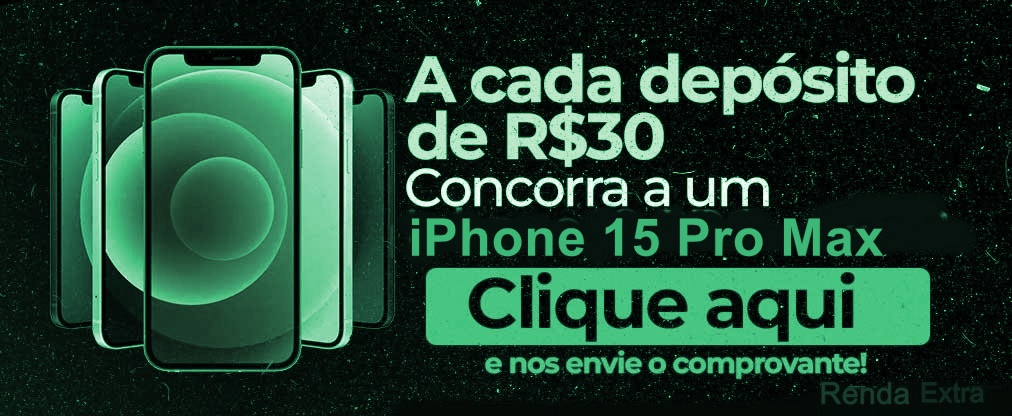 A cada depósito
de R$30
Concorra a um
iPhone 15 Pro Max
Clique aqui
e nos envie o comprovante!
Renda Extra